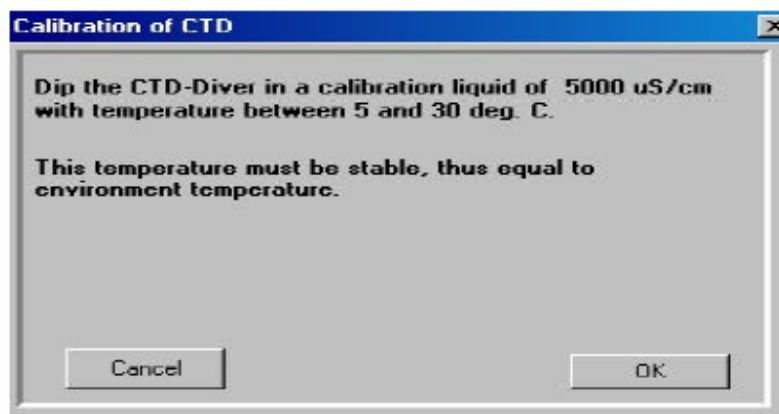 Calibration of CTD
Dip the CTD-Diver in a calibration liquid of 5000 uS/cm
with temperature between 5 and 30 deg. C.
This temperature must be stable, thus equal to
environment temperature.
Cancel OK